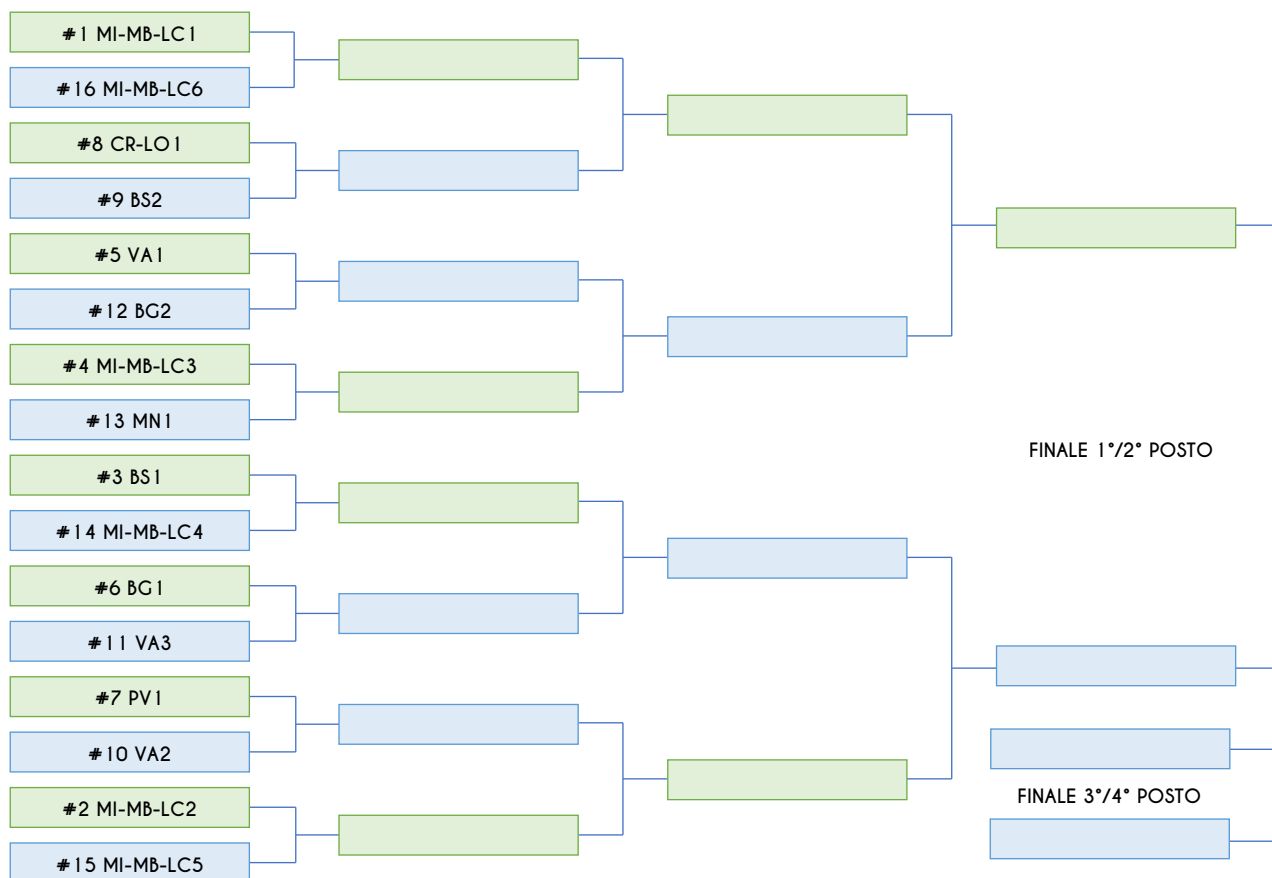 #1 MI-MB-LC1
#16 MI-MB-LC6
#8 CR-LO1
#9 BS2
#5 VA1
#12 BG2
#4 MI-MB-LC3
#13 MN1
#3 BS1
#14 MI-MB-LC4
#6 BG1
#11 VA3
#7 PV1
#10 VA2
#2 MI-MB-LC2
#15 MI-MB-LC5
FINALE 1°/2° POSTO
FINALE 3°/4° POSTO